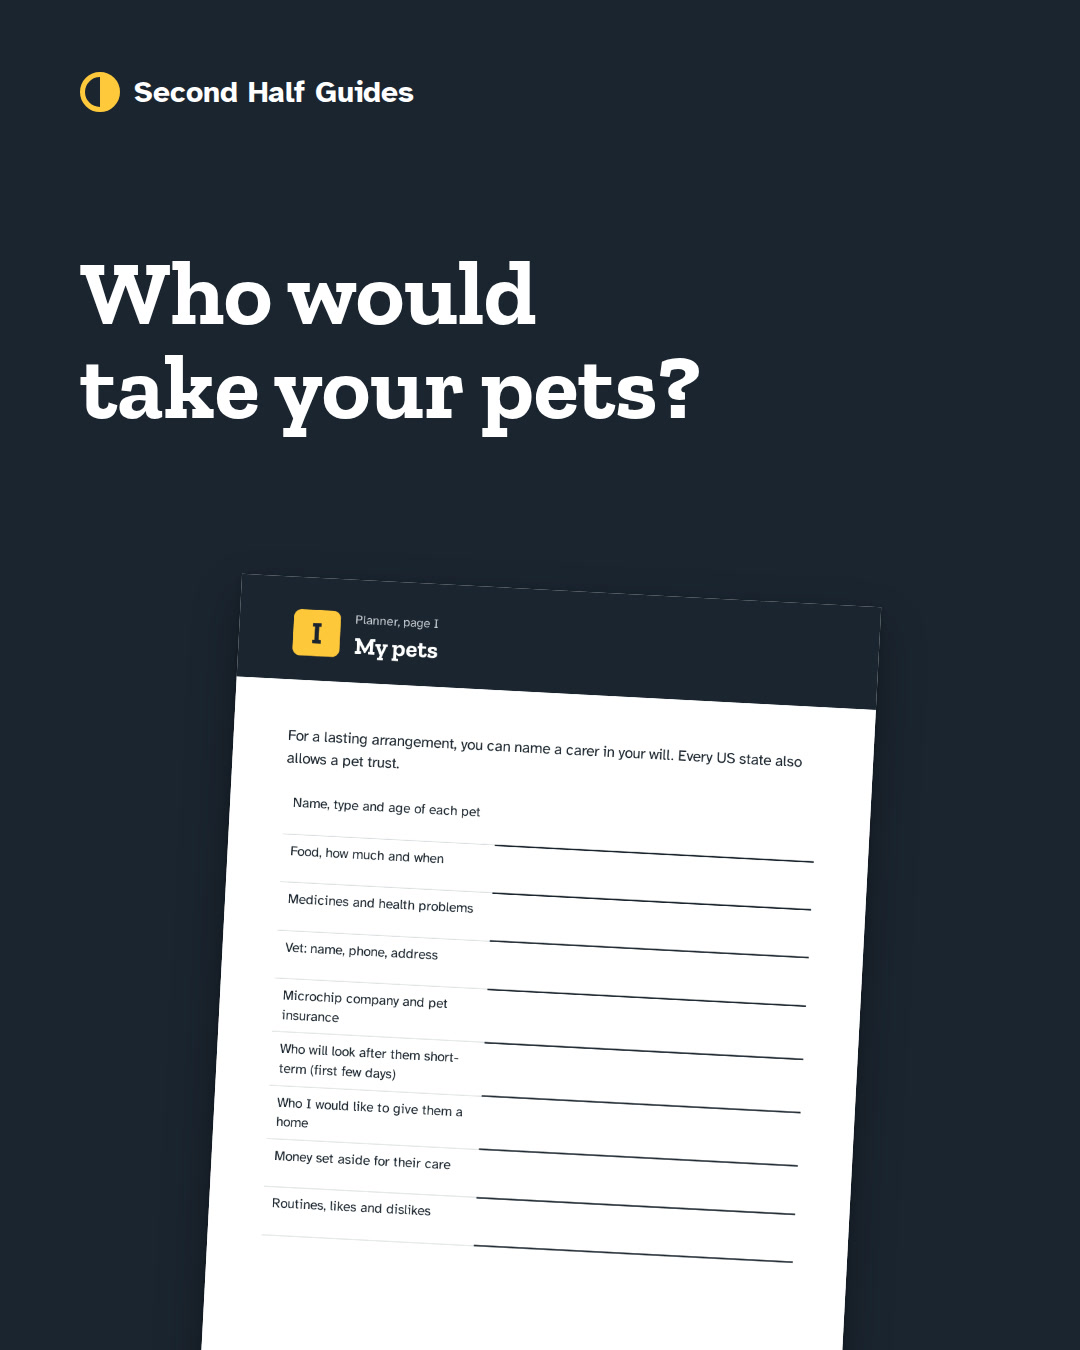 Second Half Guides
Who would
take your pets?
I
Planner, page I
My pets
For a lasting arrangement, you can name a carer in your will. Every US state also
allows a pet trust.
Name, type and age of each pet
Food, how much and when
Medicines and health problems
Vet: name, phone, address
Microchip company and pet
insurance
Who will look after them short-
term (first few days)
Who I would like to give them a
home
Money set aside for their care
Routines, likes and dislikes